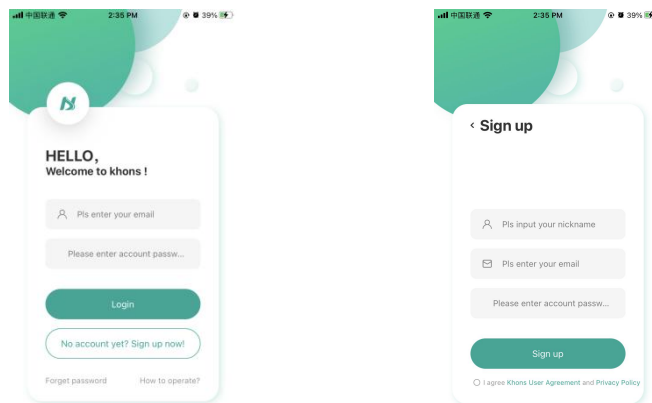 中国联通 2:35 PM 39%
HELLO,
Welcome to khons !
Pls enter your email
Please enter account passw...
Login
No account yet? Sign up now!
Forget password How to operate?
中国联通 2:35 PM 39%
< Sign up
Pls input your nickname
Pls enter your email
Please enter account passw...
Sign up
I agree Khons User Agreement and Privacy Policy